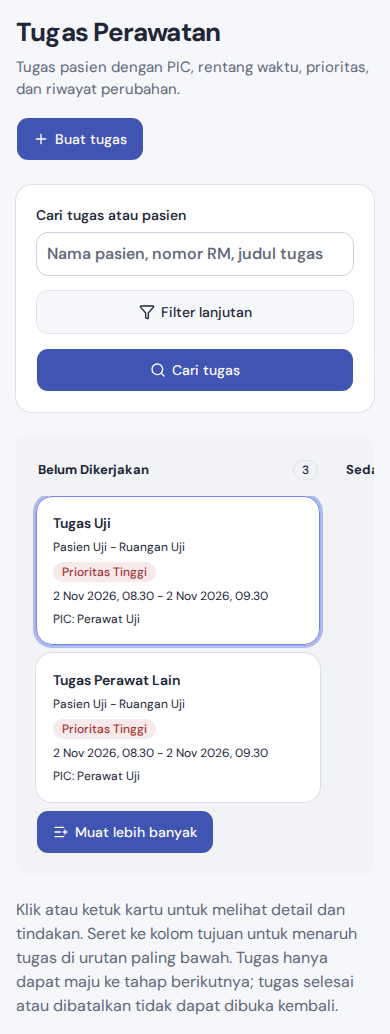 Tugas Perawatan
Tugas pasien dengan PIC, rentang waktu, prioritas,
dan riwayat perubahan.
Buat tugas
Cari tugas atau pasien
Nama pasien, nomor RM, judul tugas
Filter lanjutan
Cari tugas
Belum Dikerjakan 3 Seda
Tugas Uji
Pasien Uji - Ruangan Uji
Prioritas Tinggi
2 Nov 2026, 08.30 - 2 Nov 2026, 09.30
PIC: Perawat Uji
Tugas Perawat Lain
Pasien Uji - Ruangan Uji
Prioritas Tinggi
2 Nov 2026, 08.30 - 2 Nov 2026, 09.30
PIC: Perawat Uji
Muat lebih banyak
Klik atau ketuk kartu untuk melihat detail dan
tindakan. Seret ke kolom tujuan untuk menaruh
tugas di urutan paling bawah. Tugas hanya
dapat maju ke tahap berikutnya; tugas selesai
atau dibatalkan tidak dapat dibuka kembali.